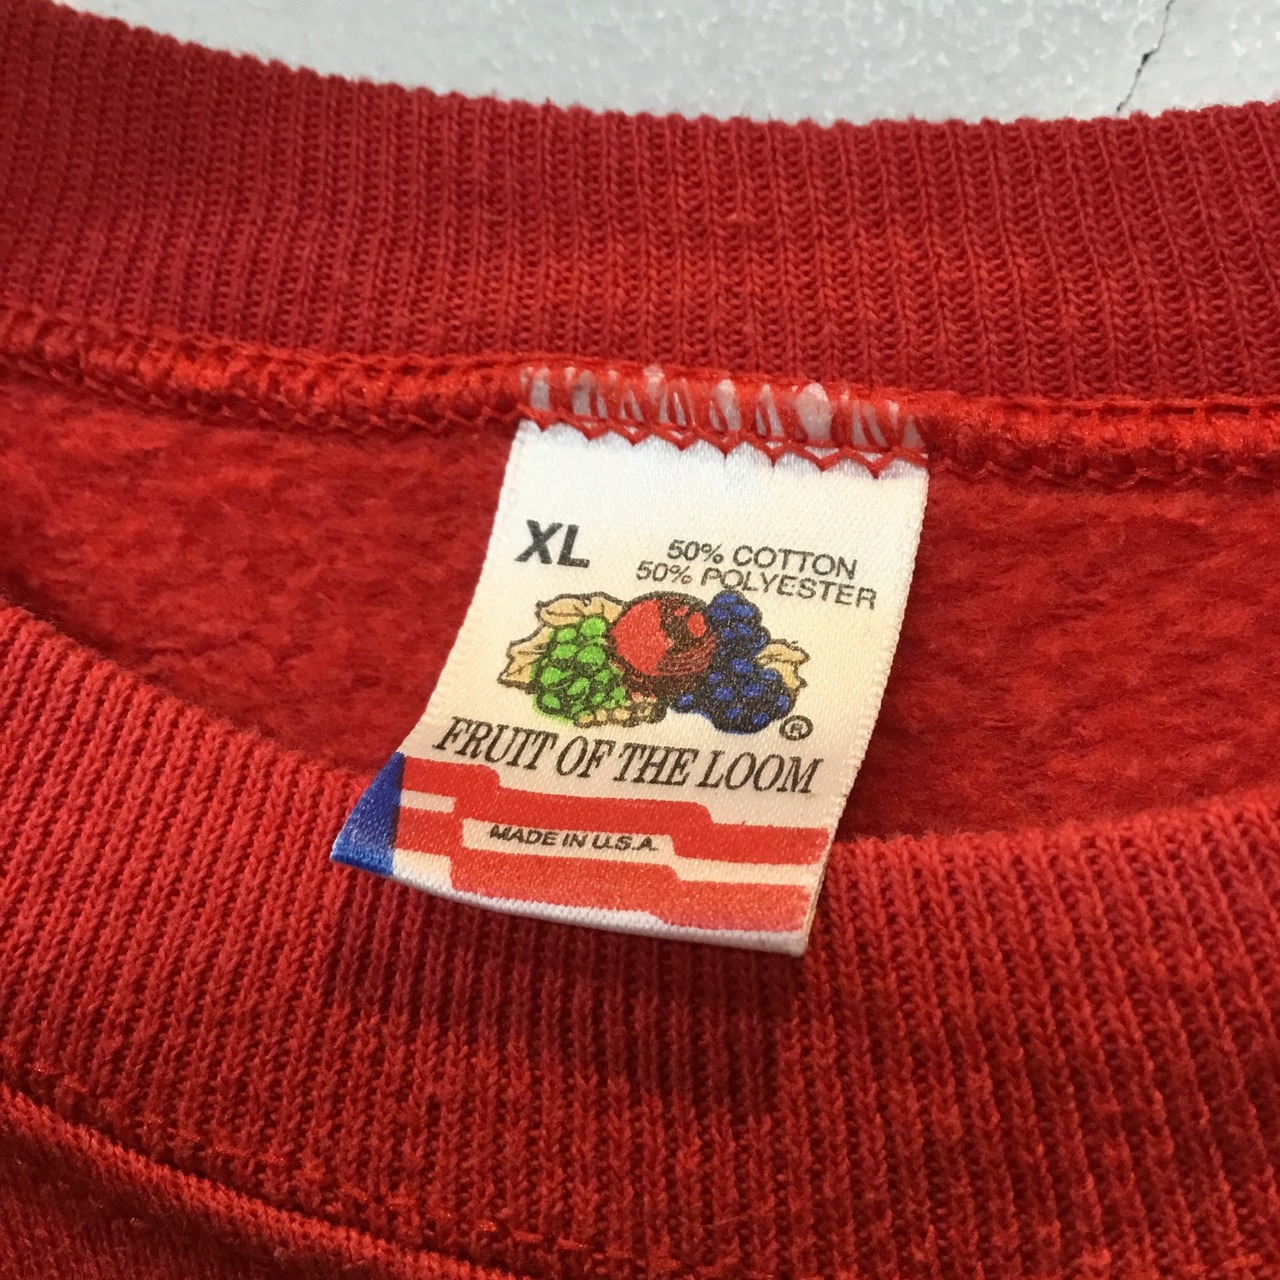 XL
50% COTTON
50% POLYESTER
®
FRUIT OF THE LOOM
MADE IN U.S.A.